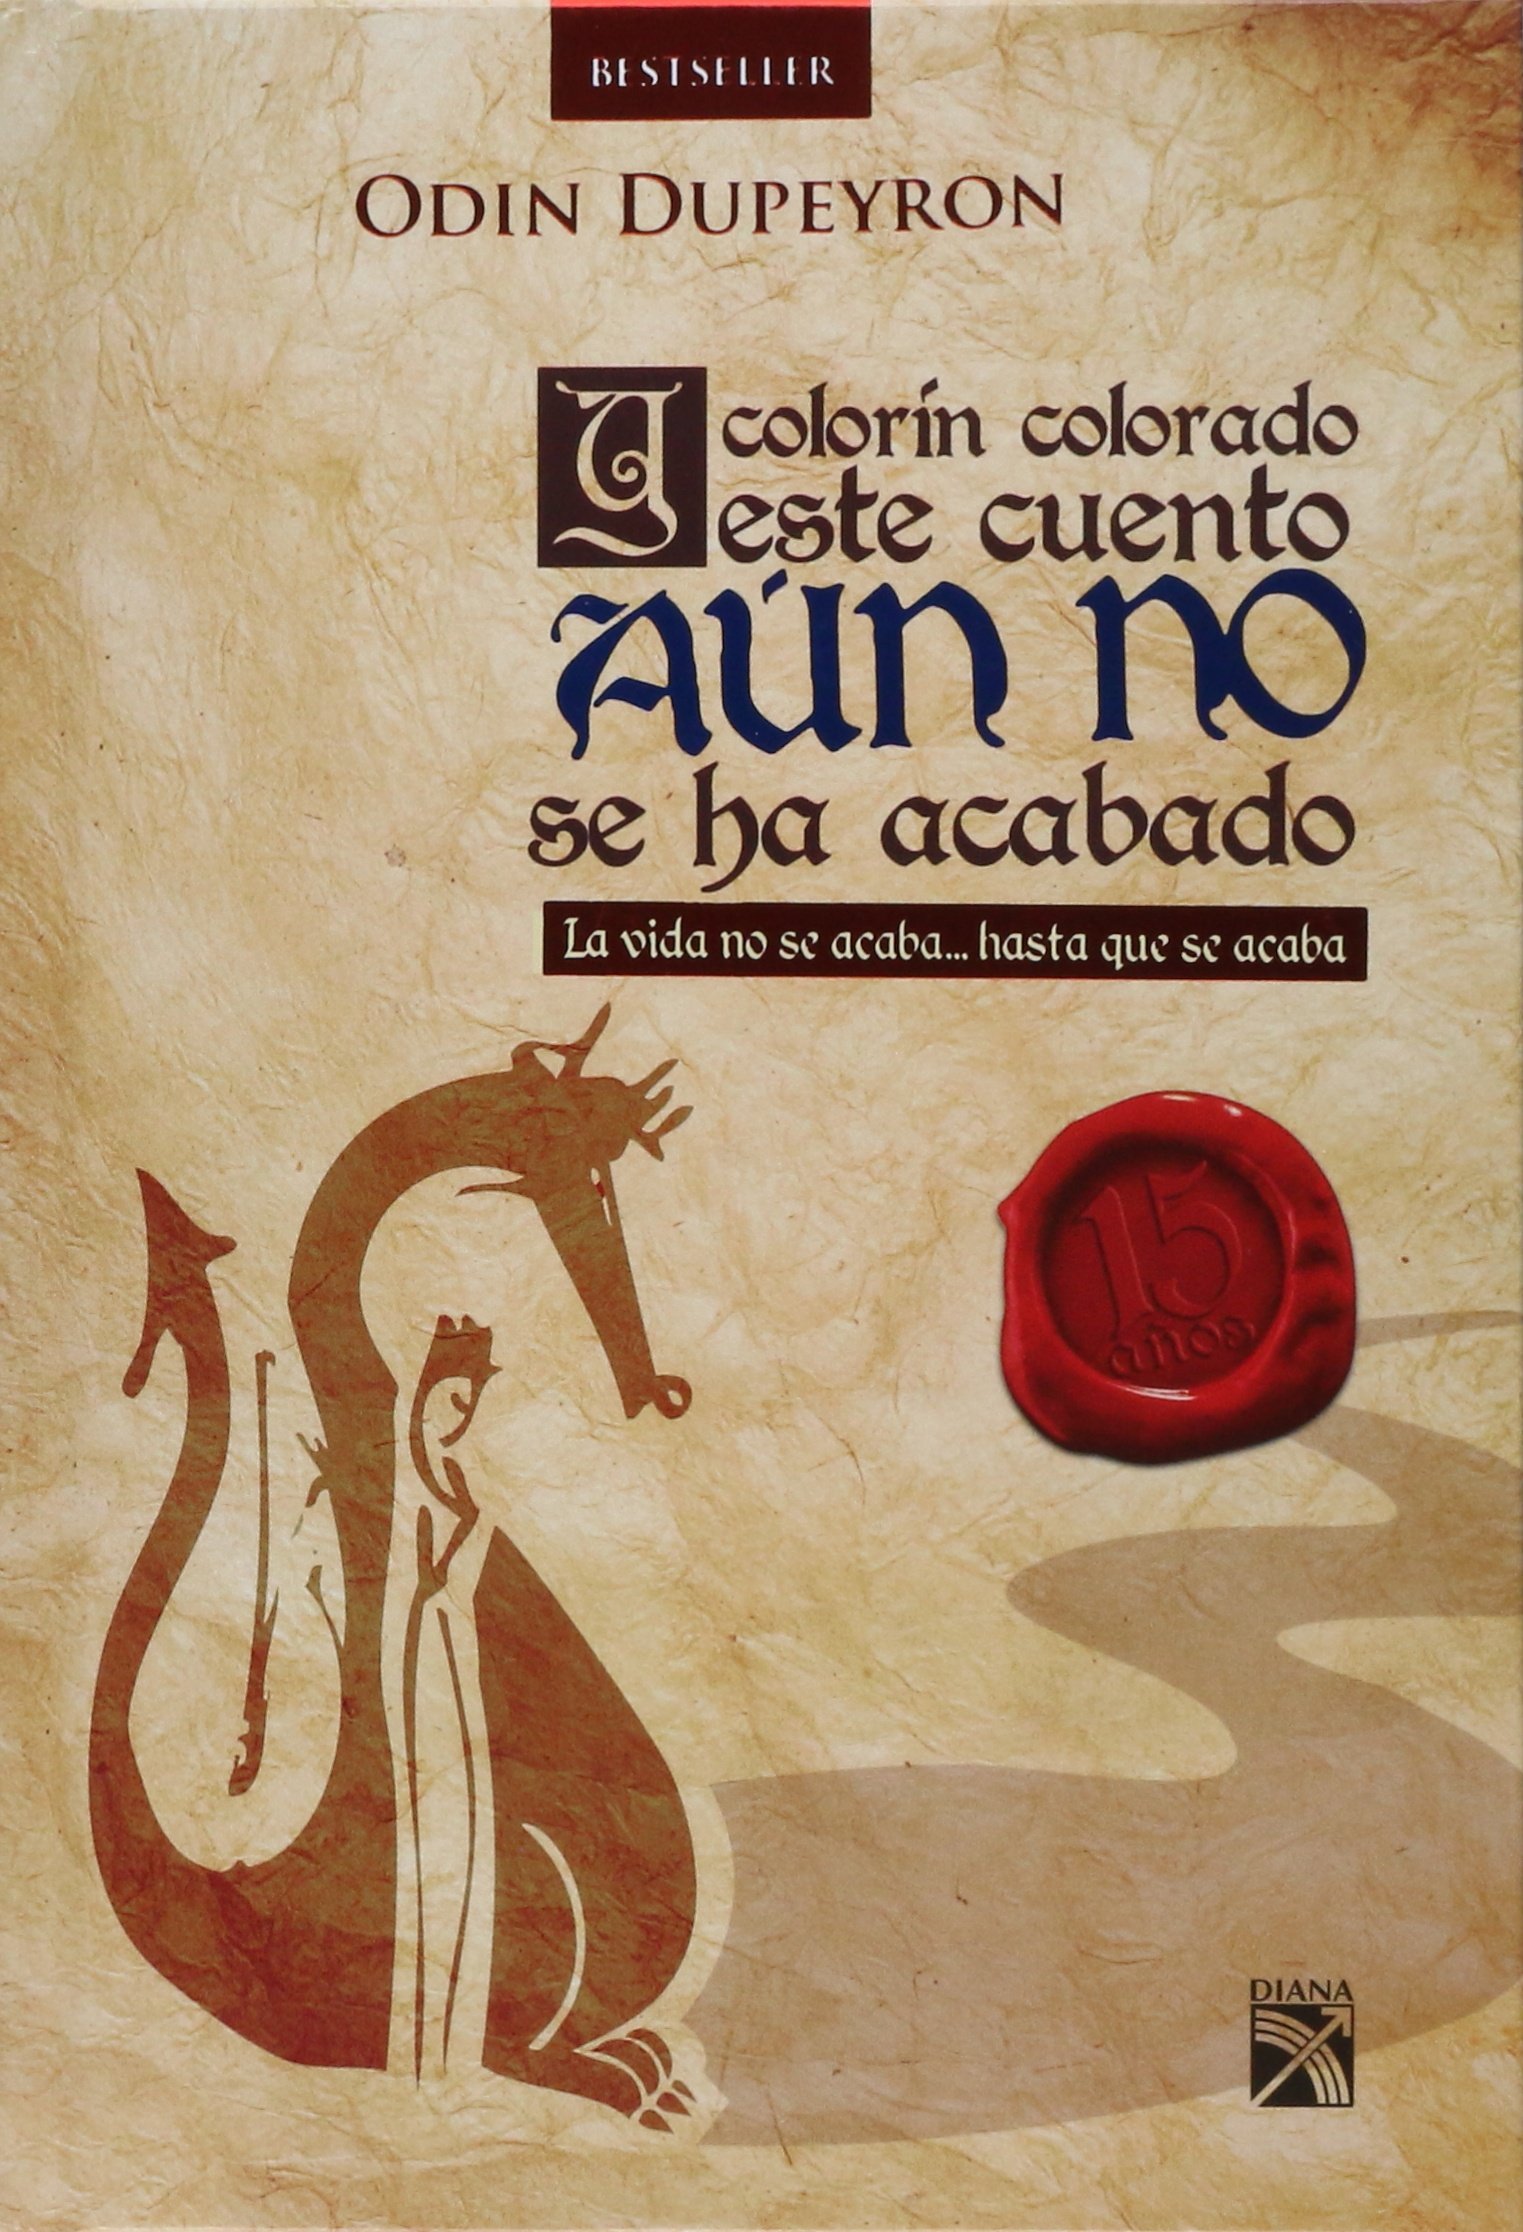 BESTSELLER
ODIN DUPEYRON
Y colorín colorado
este cuento
AÚN NO
se ha acabado
La vida no se acaba... hasta que se acaba
15
años
DIANA